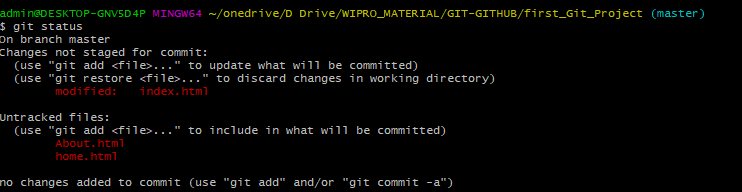 admin@DESKTOP-GNVSD4P MINGW64 ~/onedrive/D Drive/WIPRO_MATERIAL/GIT-GITHUB/first_Git_Project (master)
$ git status
On branch master
Changes not staged for commit:
  (use "git add <file>..." to update what will be committed)
  (use "git restore <file>..." to discard changes in working directory)
        modified:   index.html

Untracked files:
  (use "git add <file>..." to include in what will be committed)
        About.html
        home.html

no changes added to commit (use "git add" and/or "git commit -a")